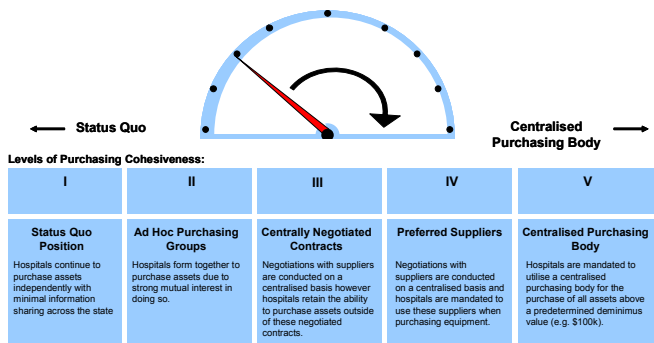 Status Quo
Centralised
Purchasing Body
Levels of Purchasing Cohesiveness:
I
II
III
IV
V
Status Quo
Position
Hospitals continue to
purchase assets
independently with
minimal information
sharing across the state
Ad Hoc Purchasing
Groups
Hospitals form together to
purchase assets due to
strong mutual interest in
doing so.
Centrally Negotiated
Contracts
Negotiations with suppliers
are conducted on a
centralised basis however
hospitals retain the ability
to purchase assets outside
of these negotiated
contracts.
Preferred Suppliers
Negotiations with
suppliers are conducted
on a centralised basis and
hospitals are mandated to
use these suppliers when
purchasing equipment.
Centralised Purchasing
Body
Hospitals are mandated to
utilise a centralised
purchasing body for the
purchase of all assets above
a predetermined deminimus
value (e.g. $100k).